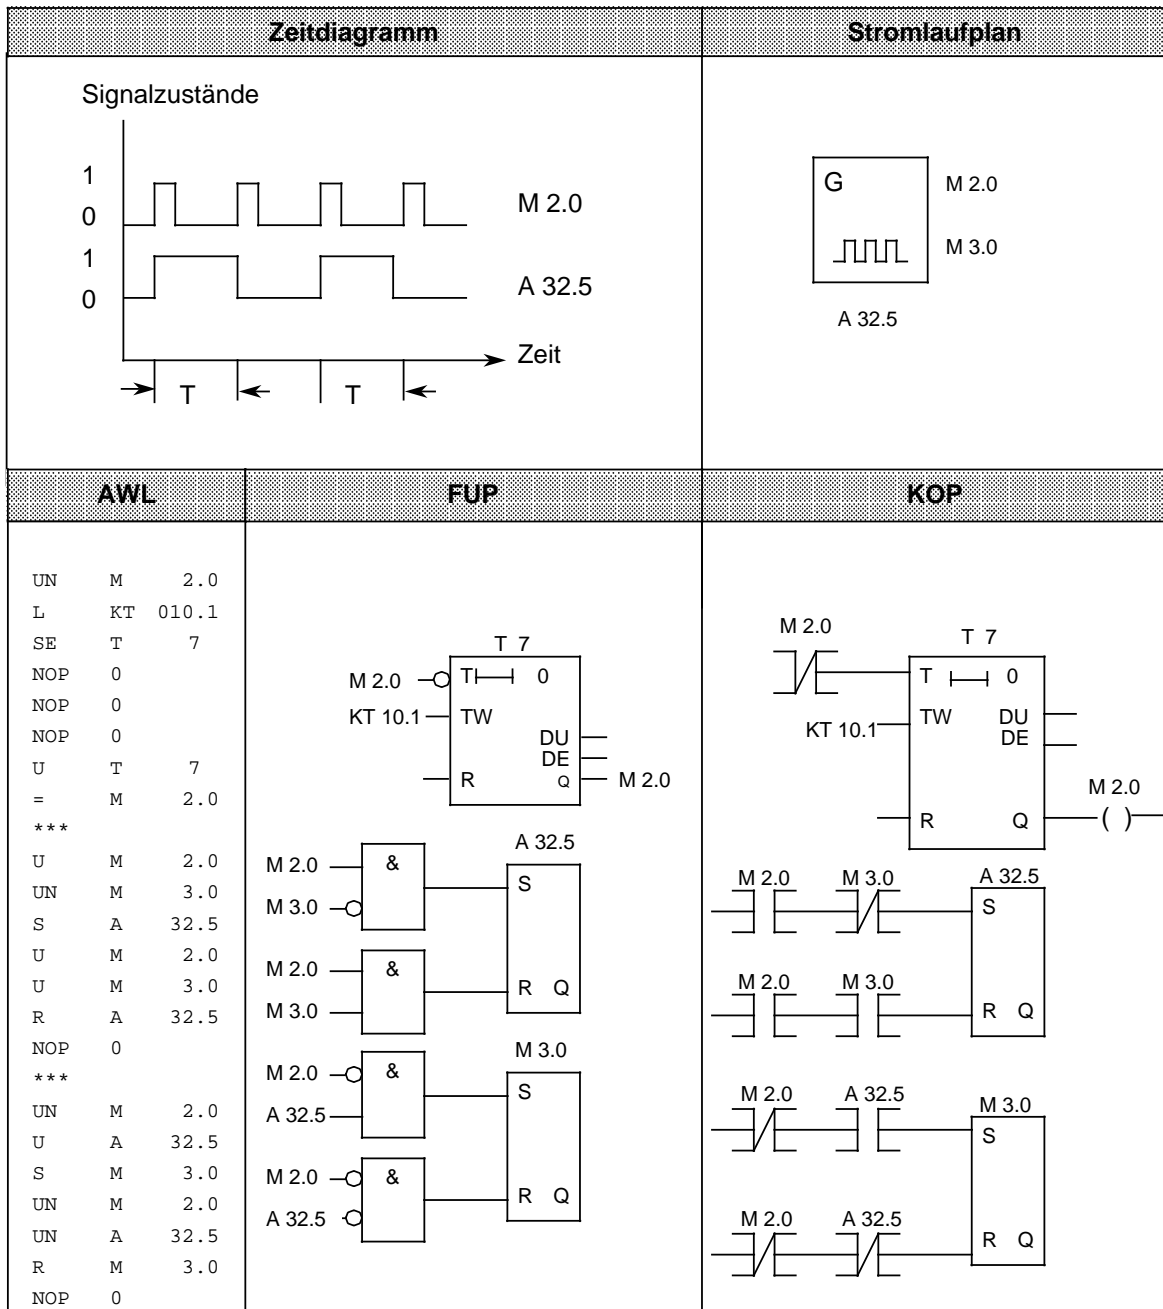 Zeitdiagramm
Stromlaufplan
Signalzustände
1
0
M 2.0
1
0
A 32.5
Zeit
T
T
G
M 2.0
M 3.0
A 32.5
AWL
FUP
KOP
UN M 2.0
L KT 010.1
SE T 7
NOP 0
NOP 0
NOP 0
U T 7
= M 2.0
***
U M 2.0
UN M 3.0
S A 32.5
U M 2.0
U M 3.0
R A 32.5
NOP 0
***
UN M 2.0
U A 32.5
S M 3.0
UN M 2.0
UN A 32.5
R M 3.0
NOP 0
T 7
M 2.0 T 0
KT 10.1 TW
DU
DE
R Q M 2.0
A 32.5
M 2.0 & S
M 3.0
M 2.0 &
R Q
M 3.0
M 3.0
M 2.0 & S
A 32.5
M 2.0 &
R Q
A 32.5
M 2.0
T 7
T 0
KT 10.1 TW DU
DE
M 2.0
R Q ( )
M 2.0 M 3.0 A 32.5
S
M 2.0 M 3.0
R Q
M 2.0 A 32.5 M 3.0
S
M 2.0 A 32.5
R Q